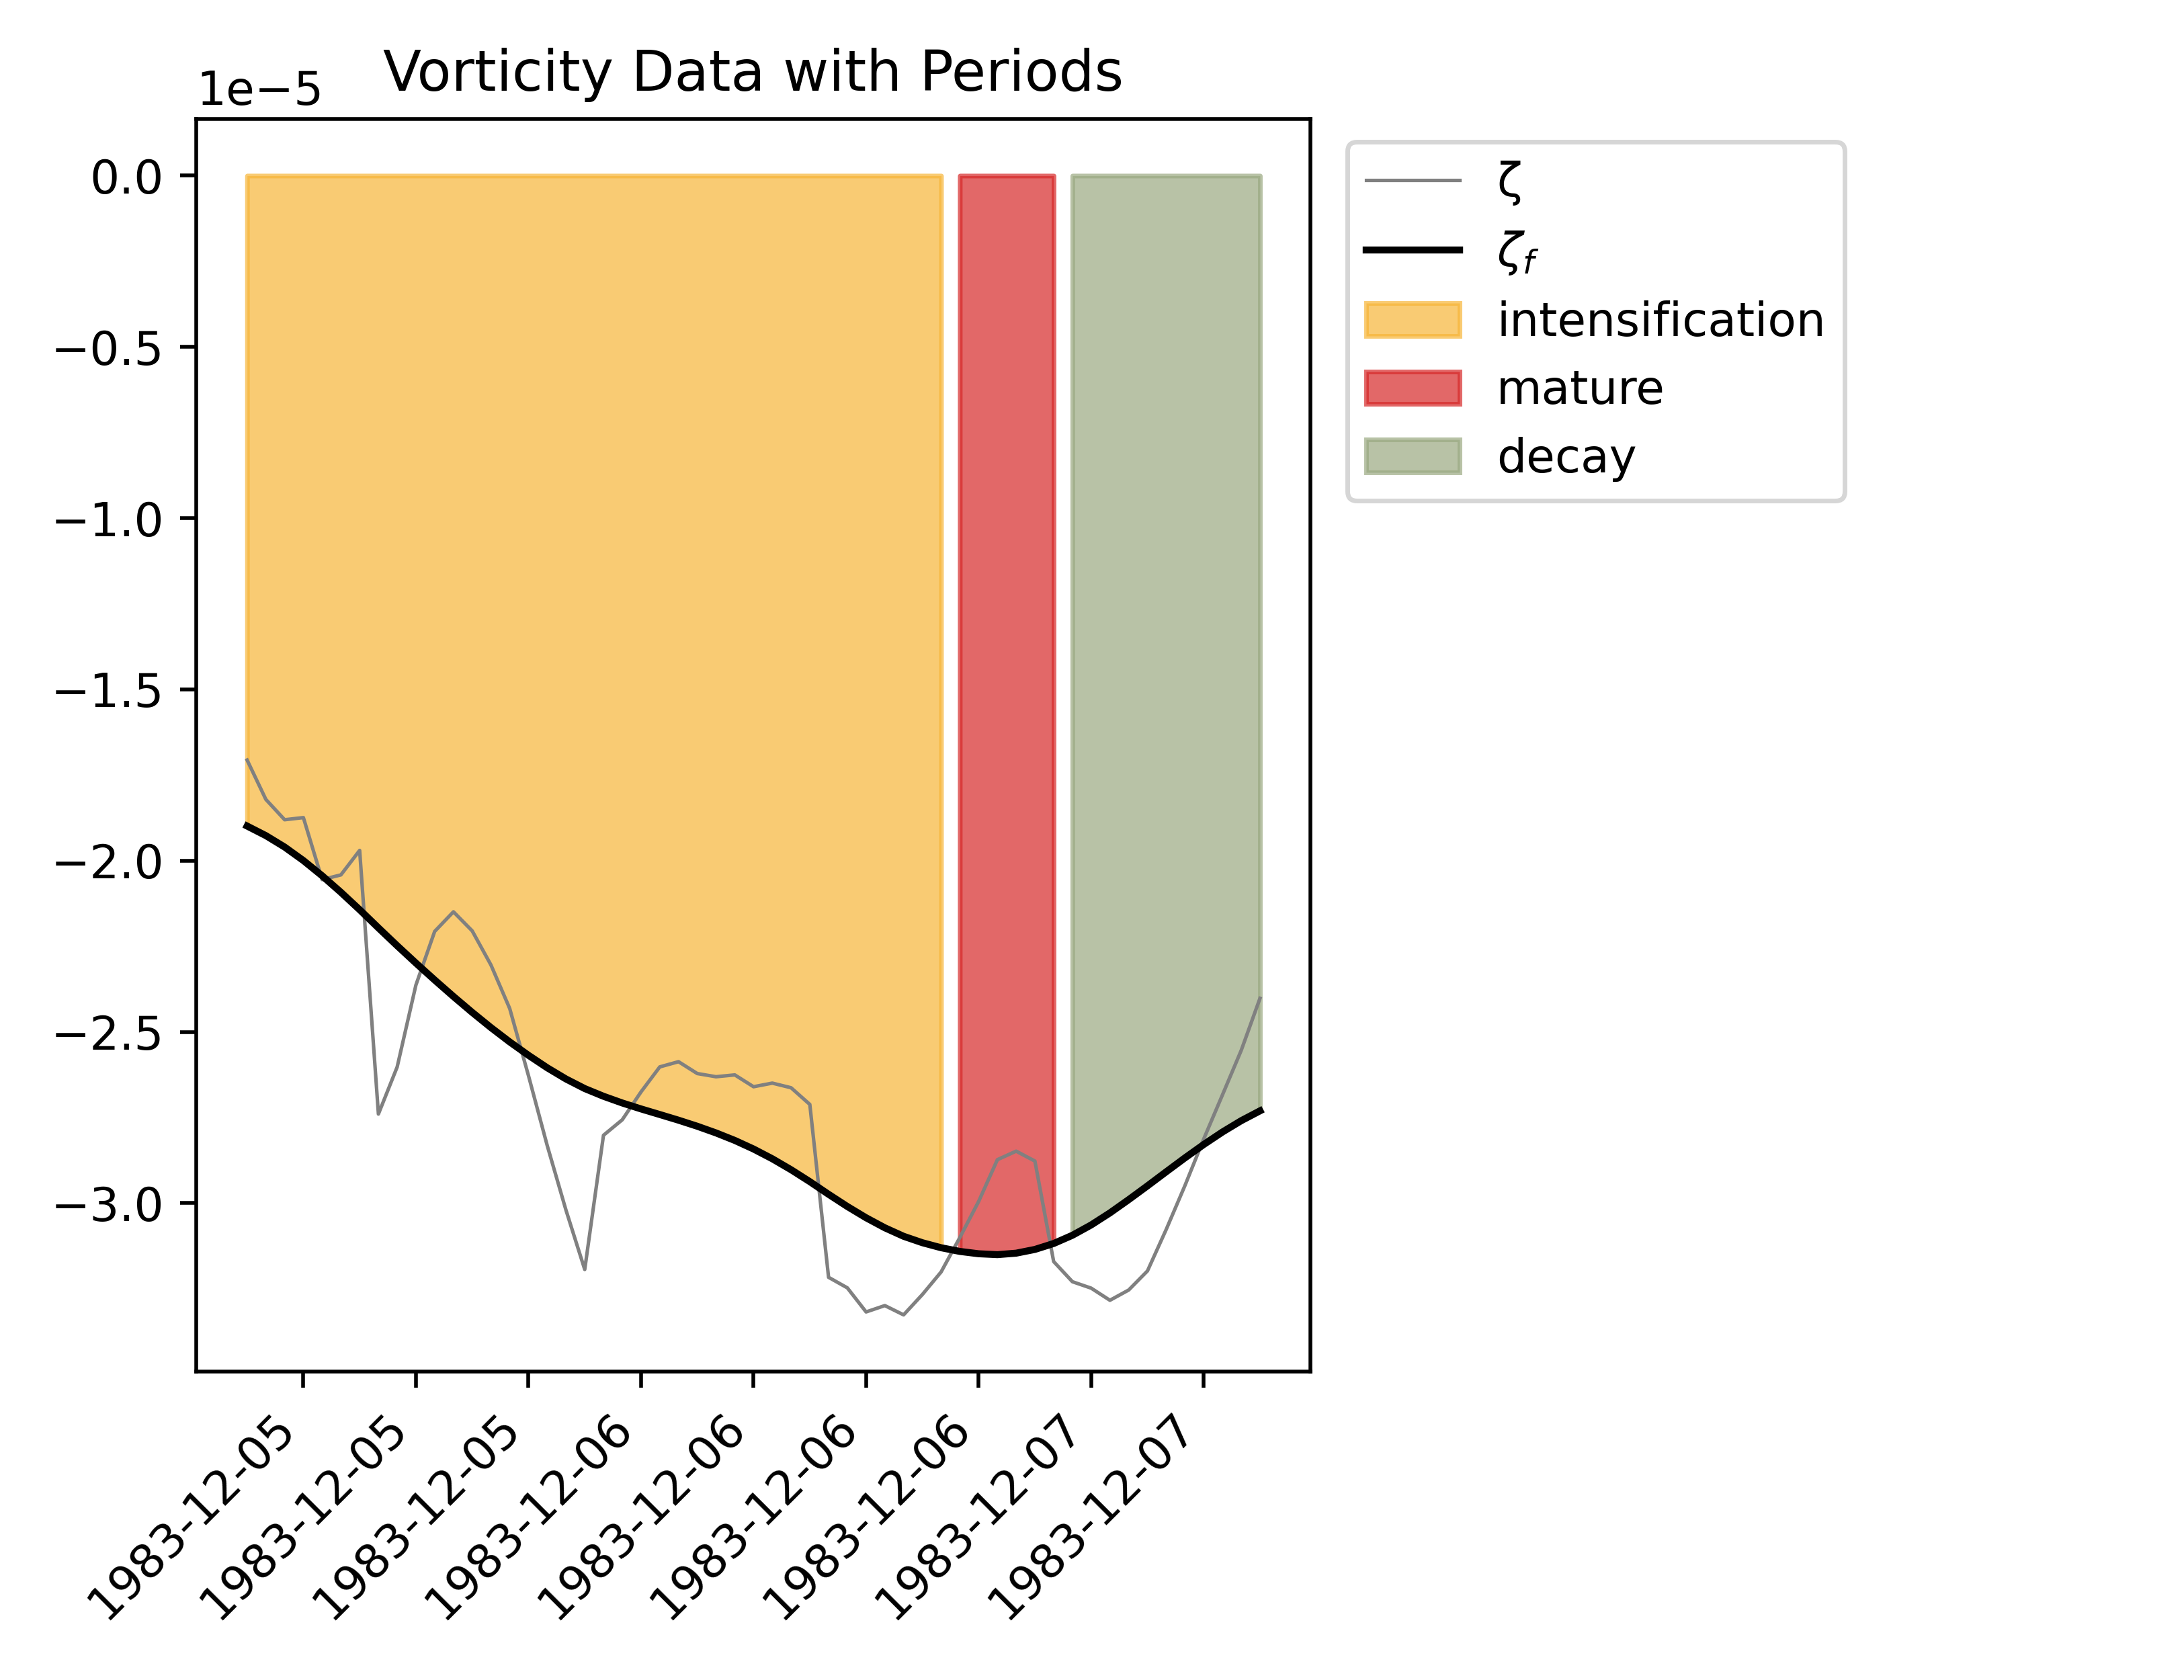 Vorticity Data with Periods
1e−5
0.0
−0.5
−1.0
−1.5
−2.0
−2.5
−3.0
1983-12-05
1983-12-05
1983-12-05
1983-12-06
1983-12-06
1983-12-06
1983-12-06
1983-12-07
1983-12-07
ζ
ζf
intensification
mature
decay